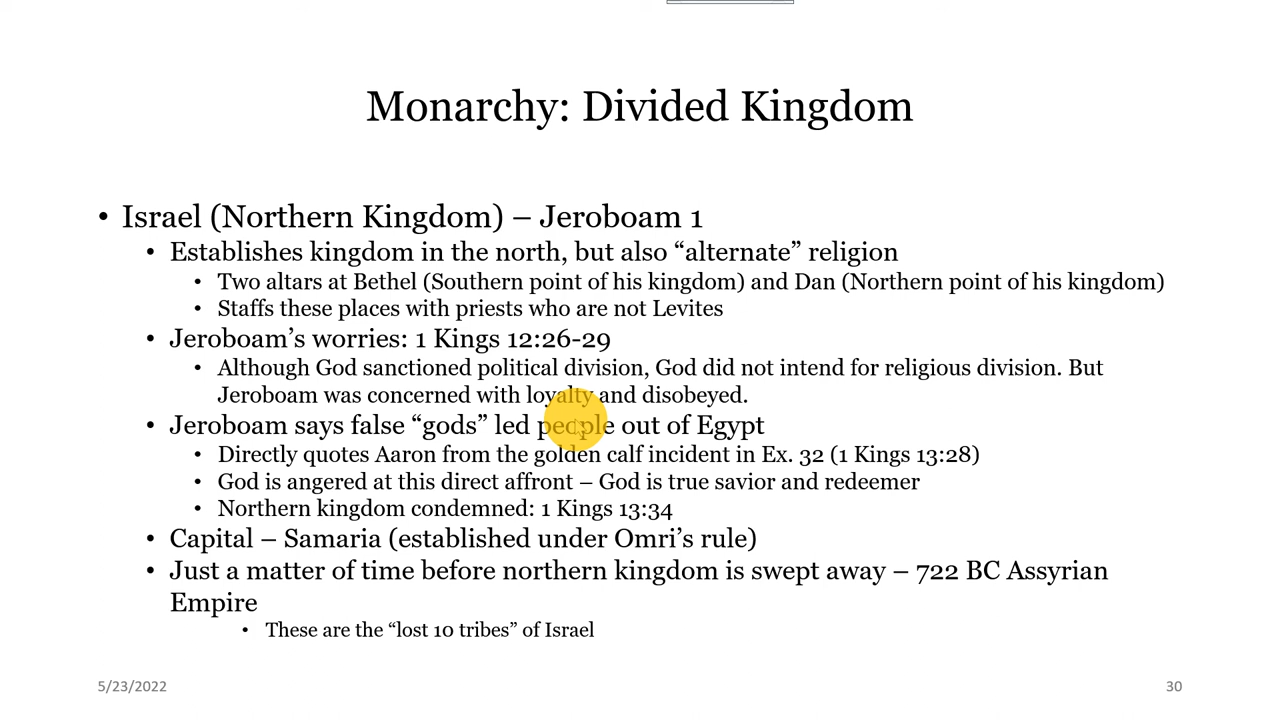 Monarchy: Divided Kingdom
• Israel (Northern Kingdom) – Jeroboam 1
• Establishes kingdom in the north, but also “alternate” religion
• Two altars at Bethel (Southern point of his kingdom) and Dan (Northern point of his kingdom)
• Staffs these places with priests who are not Levites
• Jeroboam’s worries: 1 Kings 12:26-29
• Although God sanctioned political division, God did not intend for religious division. But
Jeroboam was concerned with loyalty and disobeyed.
• Jeroboam says false “gods” led people out of Egypt
• Directly quotes Aaron from the golden calf incident in Ex. 32 (1 Kings 13:28)
• God is angered at this direct affront – God is true savior and redeemer
• Northern kingdom condemned: 1 Kings 13:34
• Capital – Samaria (established under Omri’s rule)
• Just a matter of time before northern kingdom is swept away – 722 BC Assyrian
Empire
• These are the “lost 10 tribes” of Israel
5/23/2022
30